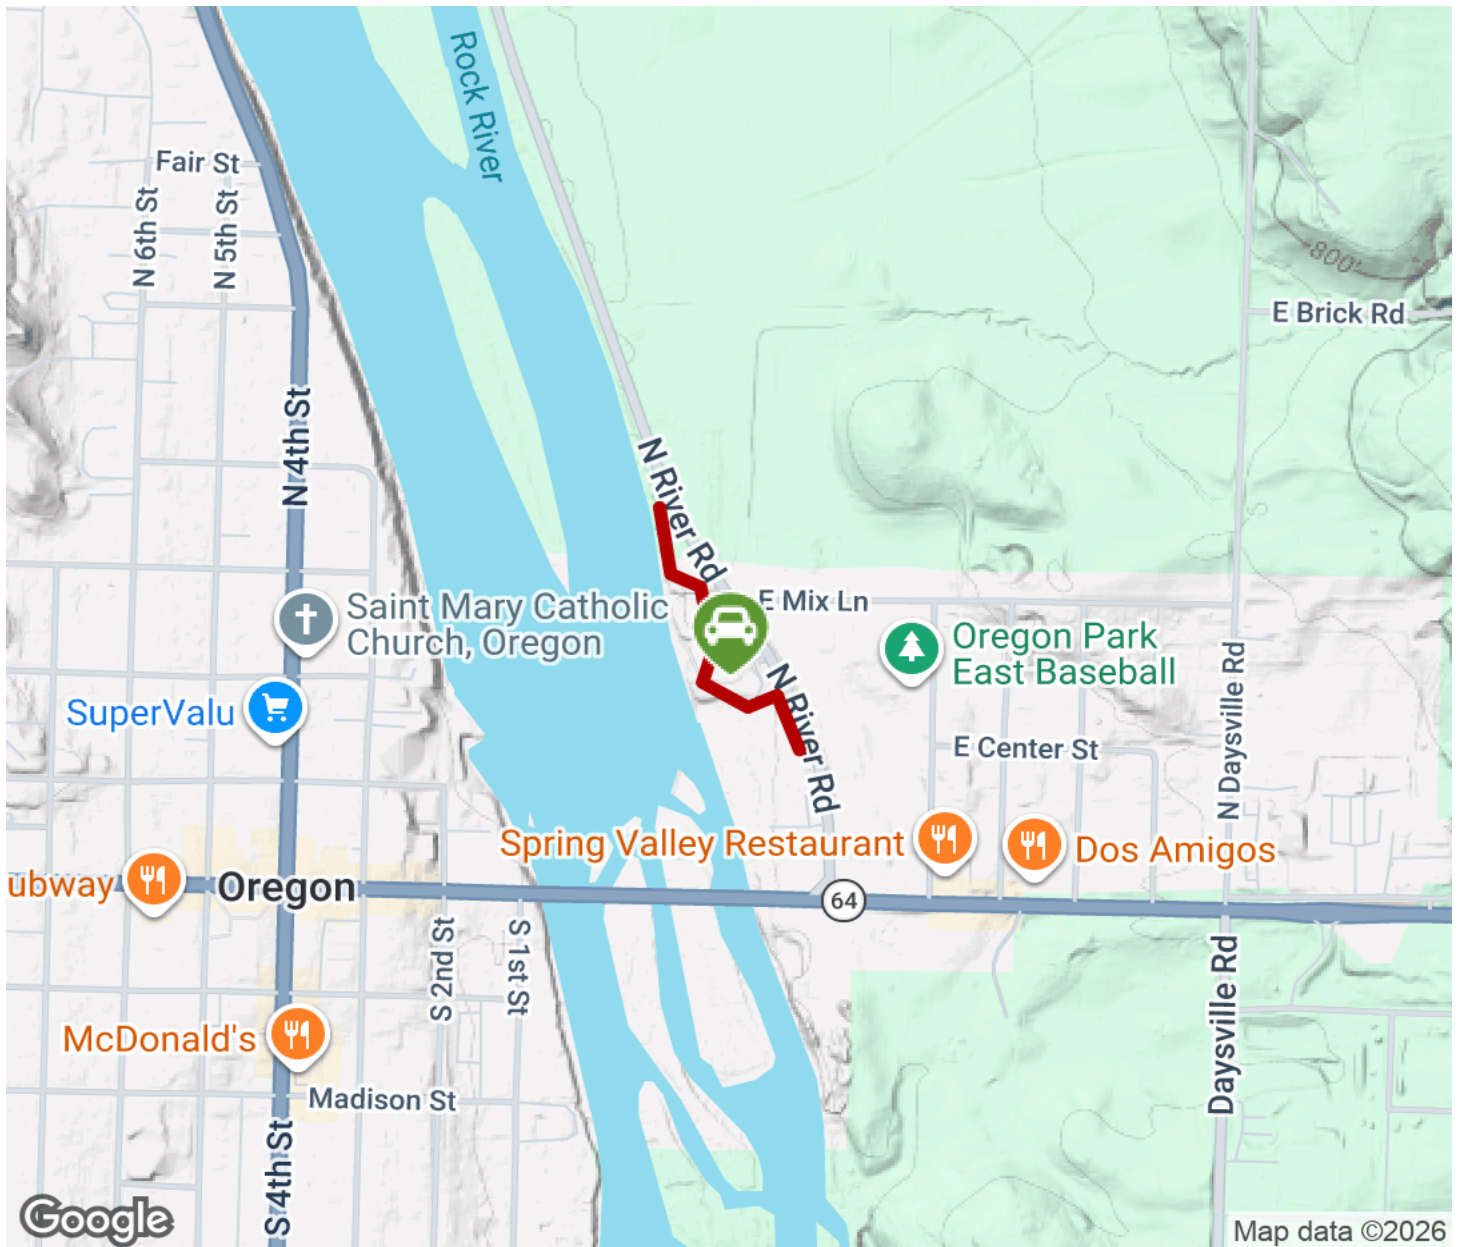 Rock River
Fair St
N 6th St
N 5th St
800'
E Brick Rd
N 4th St
N River Rd
E Mix Ln
Saint Mary Catholic
Church, Oregon
Oregon Park
East Baseball
N River Rd
N Daysville Rd
SuperValu
E Center St
Spring Valley Restaurant
Dos Amigos
ubway
Oregon
64
S 2nd St
S 1st St
Daysville Rd
McDonald's
Madison St
S 4th St
Google
Map data ©2026